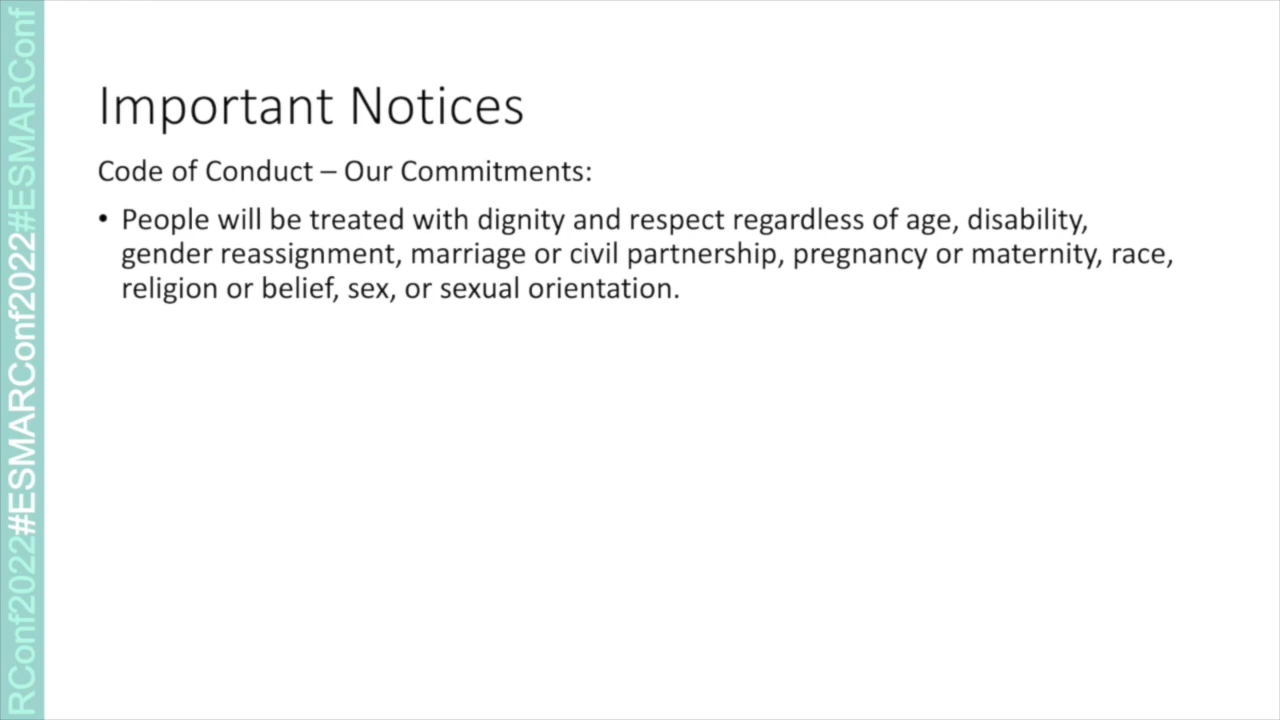 Important Notices
Code of Conduct – Our Commitments:
• People will be treated with dignity and respect regardless of age, disability,
gender reassignment, marriage or civil partnership, pregnancy or maternity, race,
religion or belief, sex, or sexual orientation.
RConf2022#ESMARConf2022#ESMARConf